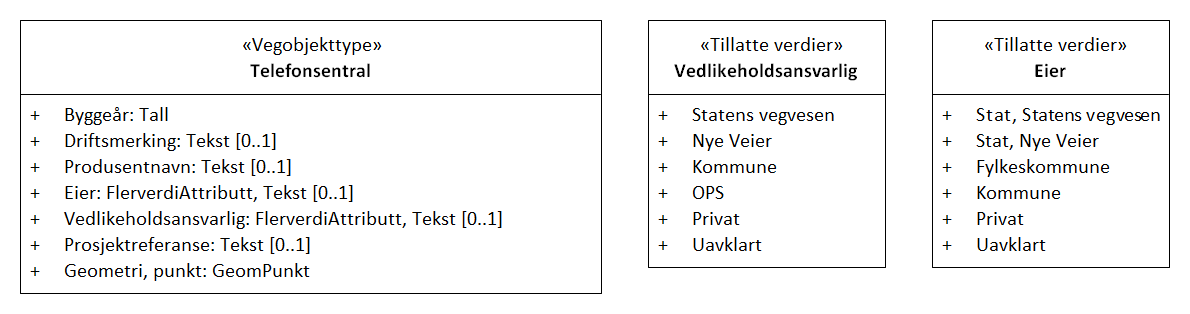 «Vegobjekttype»
Telefonsentral
+ Byggeår: Tall
+ Driftsmerking: Tekst [0..1]
+ Produsentnavn: Tekst [0..1]
+ Eier: FlerverdiAttributt, Tekst [0..1]
+ Vedlikeholdsansvarlig: FlerverdiAttributt, Tekst [0..1]
+ Prosjektreferanse: Tekst [0..1]
+ Geometri, punkt: GeomPunkt
«Tillatte verdier»
Vedlikeholdsansvarlig
+ Statens vegvesen
+ Nye Veier
+ Kommune
+ OPS
+ Privat
+ Uavklart
«Tillatte verdier»
Eier
+ Stat, Statens vegvesen
+ Stat, Nye Veier
+ Fylkeskommune
+ Kommune
+ Privat
+ Uavklart